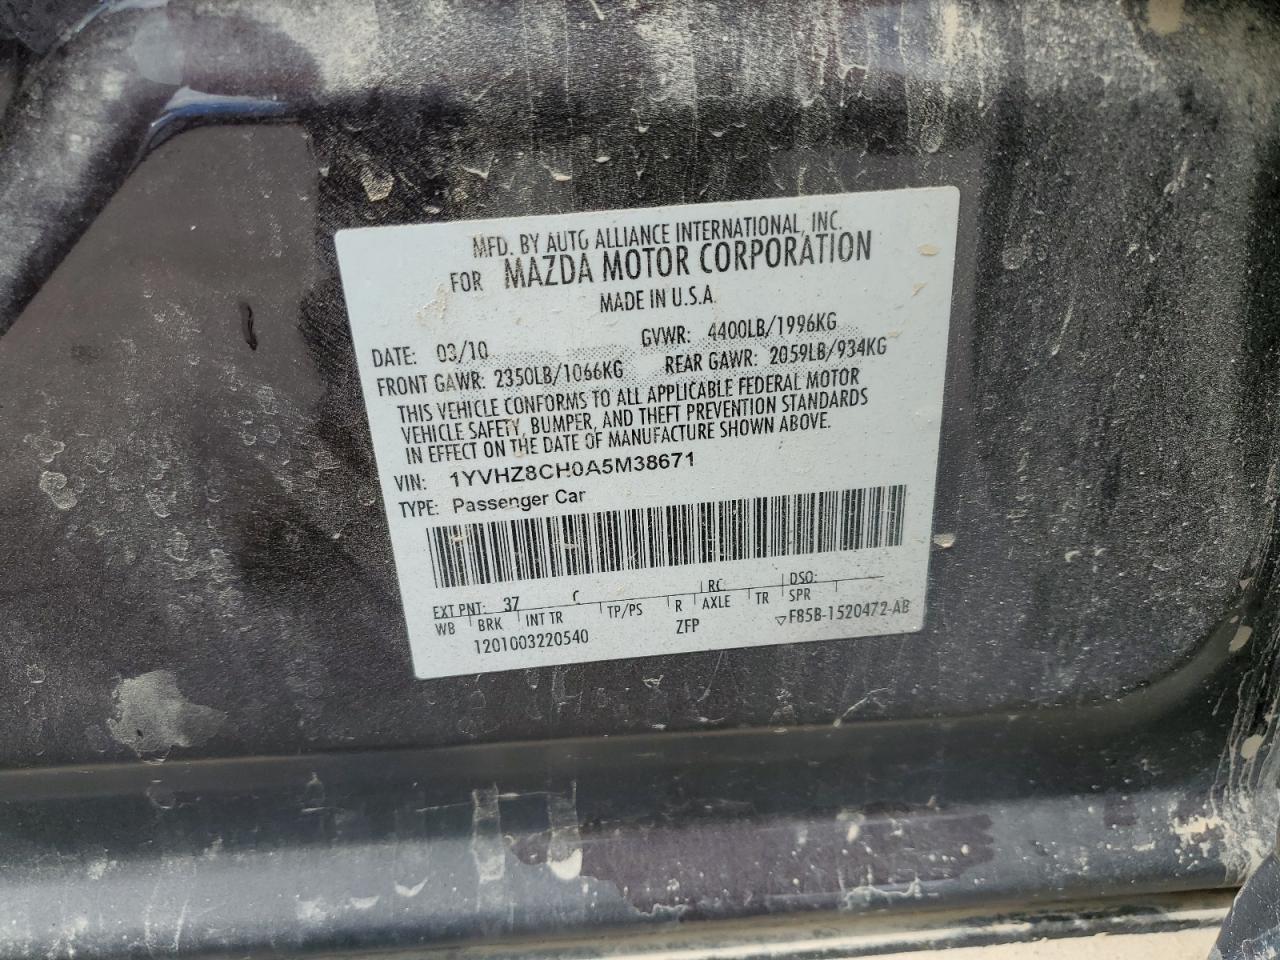 MFD. BY AUTO ALLIANCE INTERNATIONAL, INC.
FOR MAZDA MOTOR CORPORATION
MADE IN U.S.A.
DATE: 03/10 GVWR: 4400LB/1996KG
FRONT GAWR: 2350LB/1066KG REAR GAWR: 2059LB/934KG
THIS VEHICLE CONFORMS TO ALL APPLICABLE FEDERAL MOTOR
VEHICLE SAFETY, BUMPER, AND THEFT PREVENTION STANDARDS
IN EFFECT ON THE DATE OF MANUFACTURE SHOWN ABOVE.
VIN: 1YVHZ8CH0A5M38671
TYPE: Passenger Car
EXT PNT: 37 C RC DSO:
WB BRK INT TR TP/PS R AXLE TR SPR
1201003220540 ZFP F85B-1520472-AB